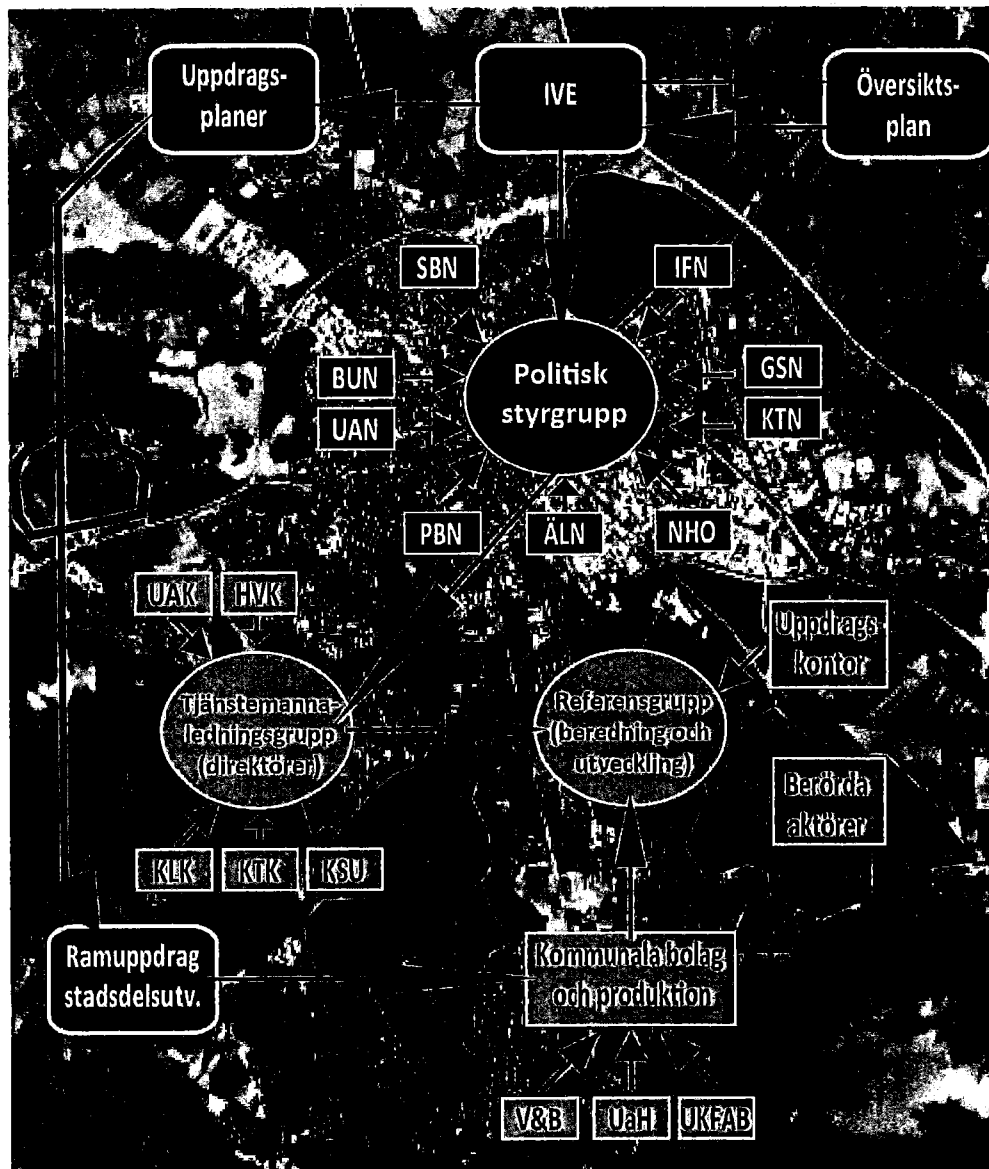 Uppdrags-
planer
IVE
Översikts-
plan
SBN
IFN
BUN
UAN
Politisk
styrgrupp
GSN
KTN
PBN
ÄLN
NHO
UAK
HVK
Uppdrags-
kontor
Tjänstemanna-
ledningsgrupp
(direktörer)
Referensgrupp
(beredning och
utveckling)
Berörda
aktörer
KLK
KTK
KSU
Ramuppdrag
stadsdelsutv.
Kommunala bolag
och produktion
V&B
UaH
UKFAB